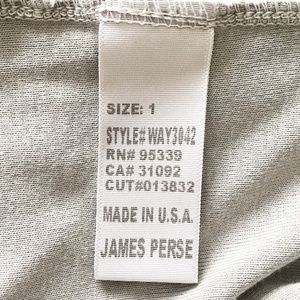 SIZE: 1
STYLE# WAY3042
RN# 95339
CA# 31092
CUT#013832
MADE IN U.S.A.
JAMES PERSE